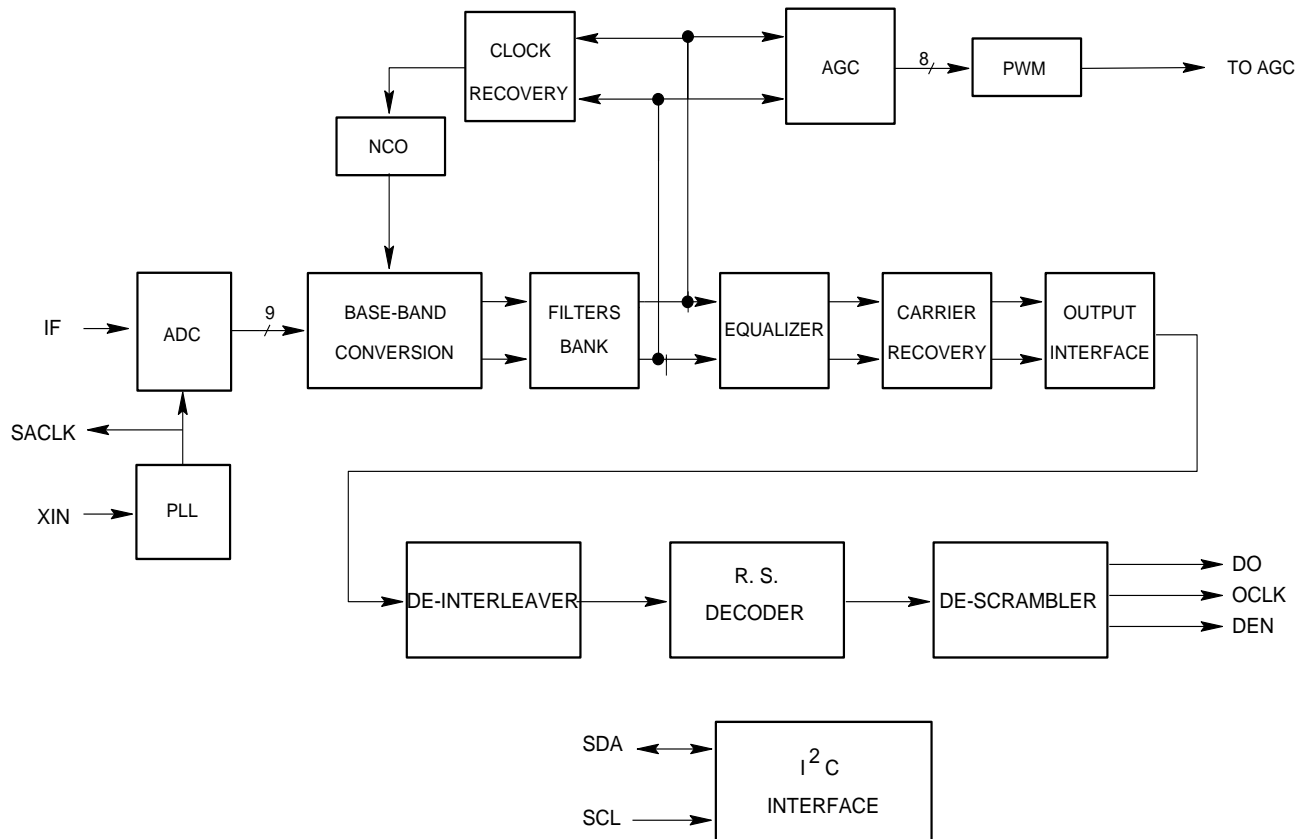 CLOCK
RECOVERY
AGC
8
PWM
TO AGC
NCO
IF
ADC
9
BASE-BAND
CONVERSION
FILTERS
BANK
EQUALIZER
CARRIER
RECOVERY
OUTPUT
INTERFACE
SACLK
XIN
PLL
DE-INTERLEAVER
R. S.
DECODER
DE-SCRAMBLER
DO
OCLK
DEN
SDA
SCL
I² C
INTERFACE